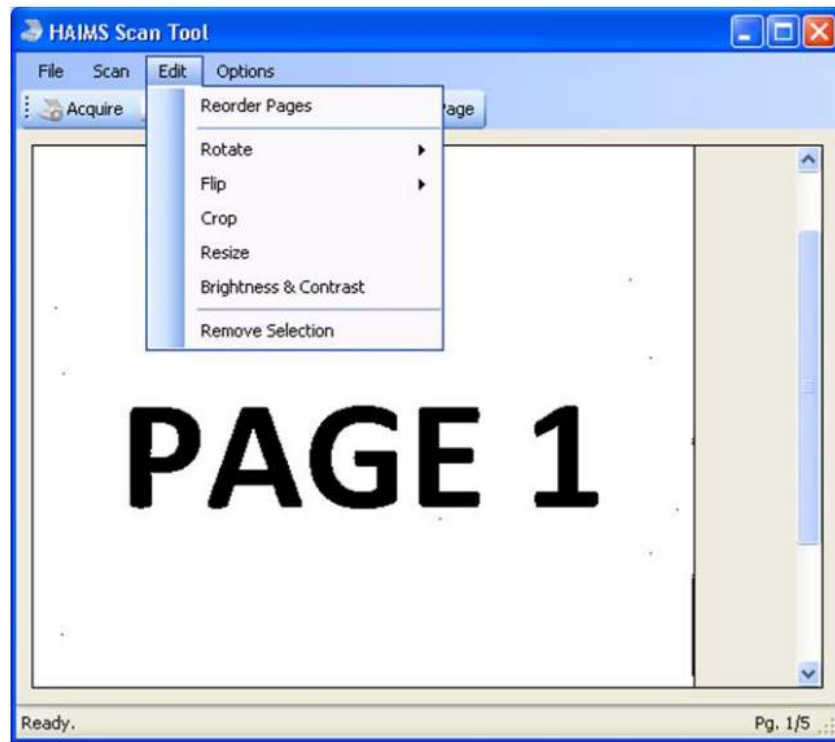 HAIMS Scan Tool
File Scan Edit Options
Acquire
Reorder Pages
Rotate
Flip
Crop
Resize
Brightness & Contrast
Remove Selection
PAGE 1
Ready. Pg. 1/5